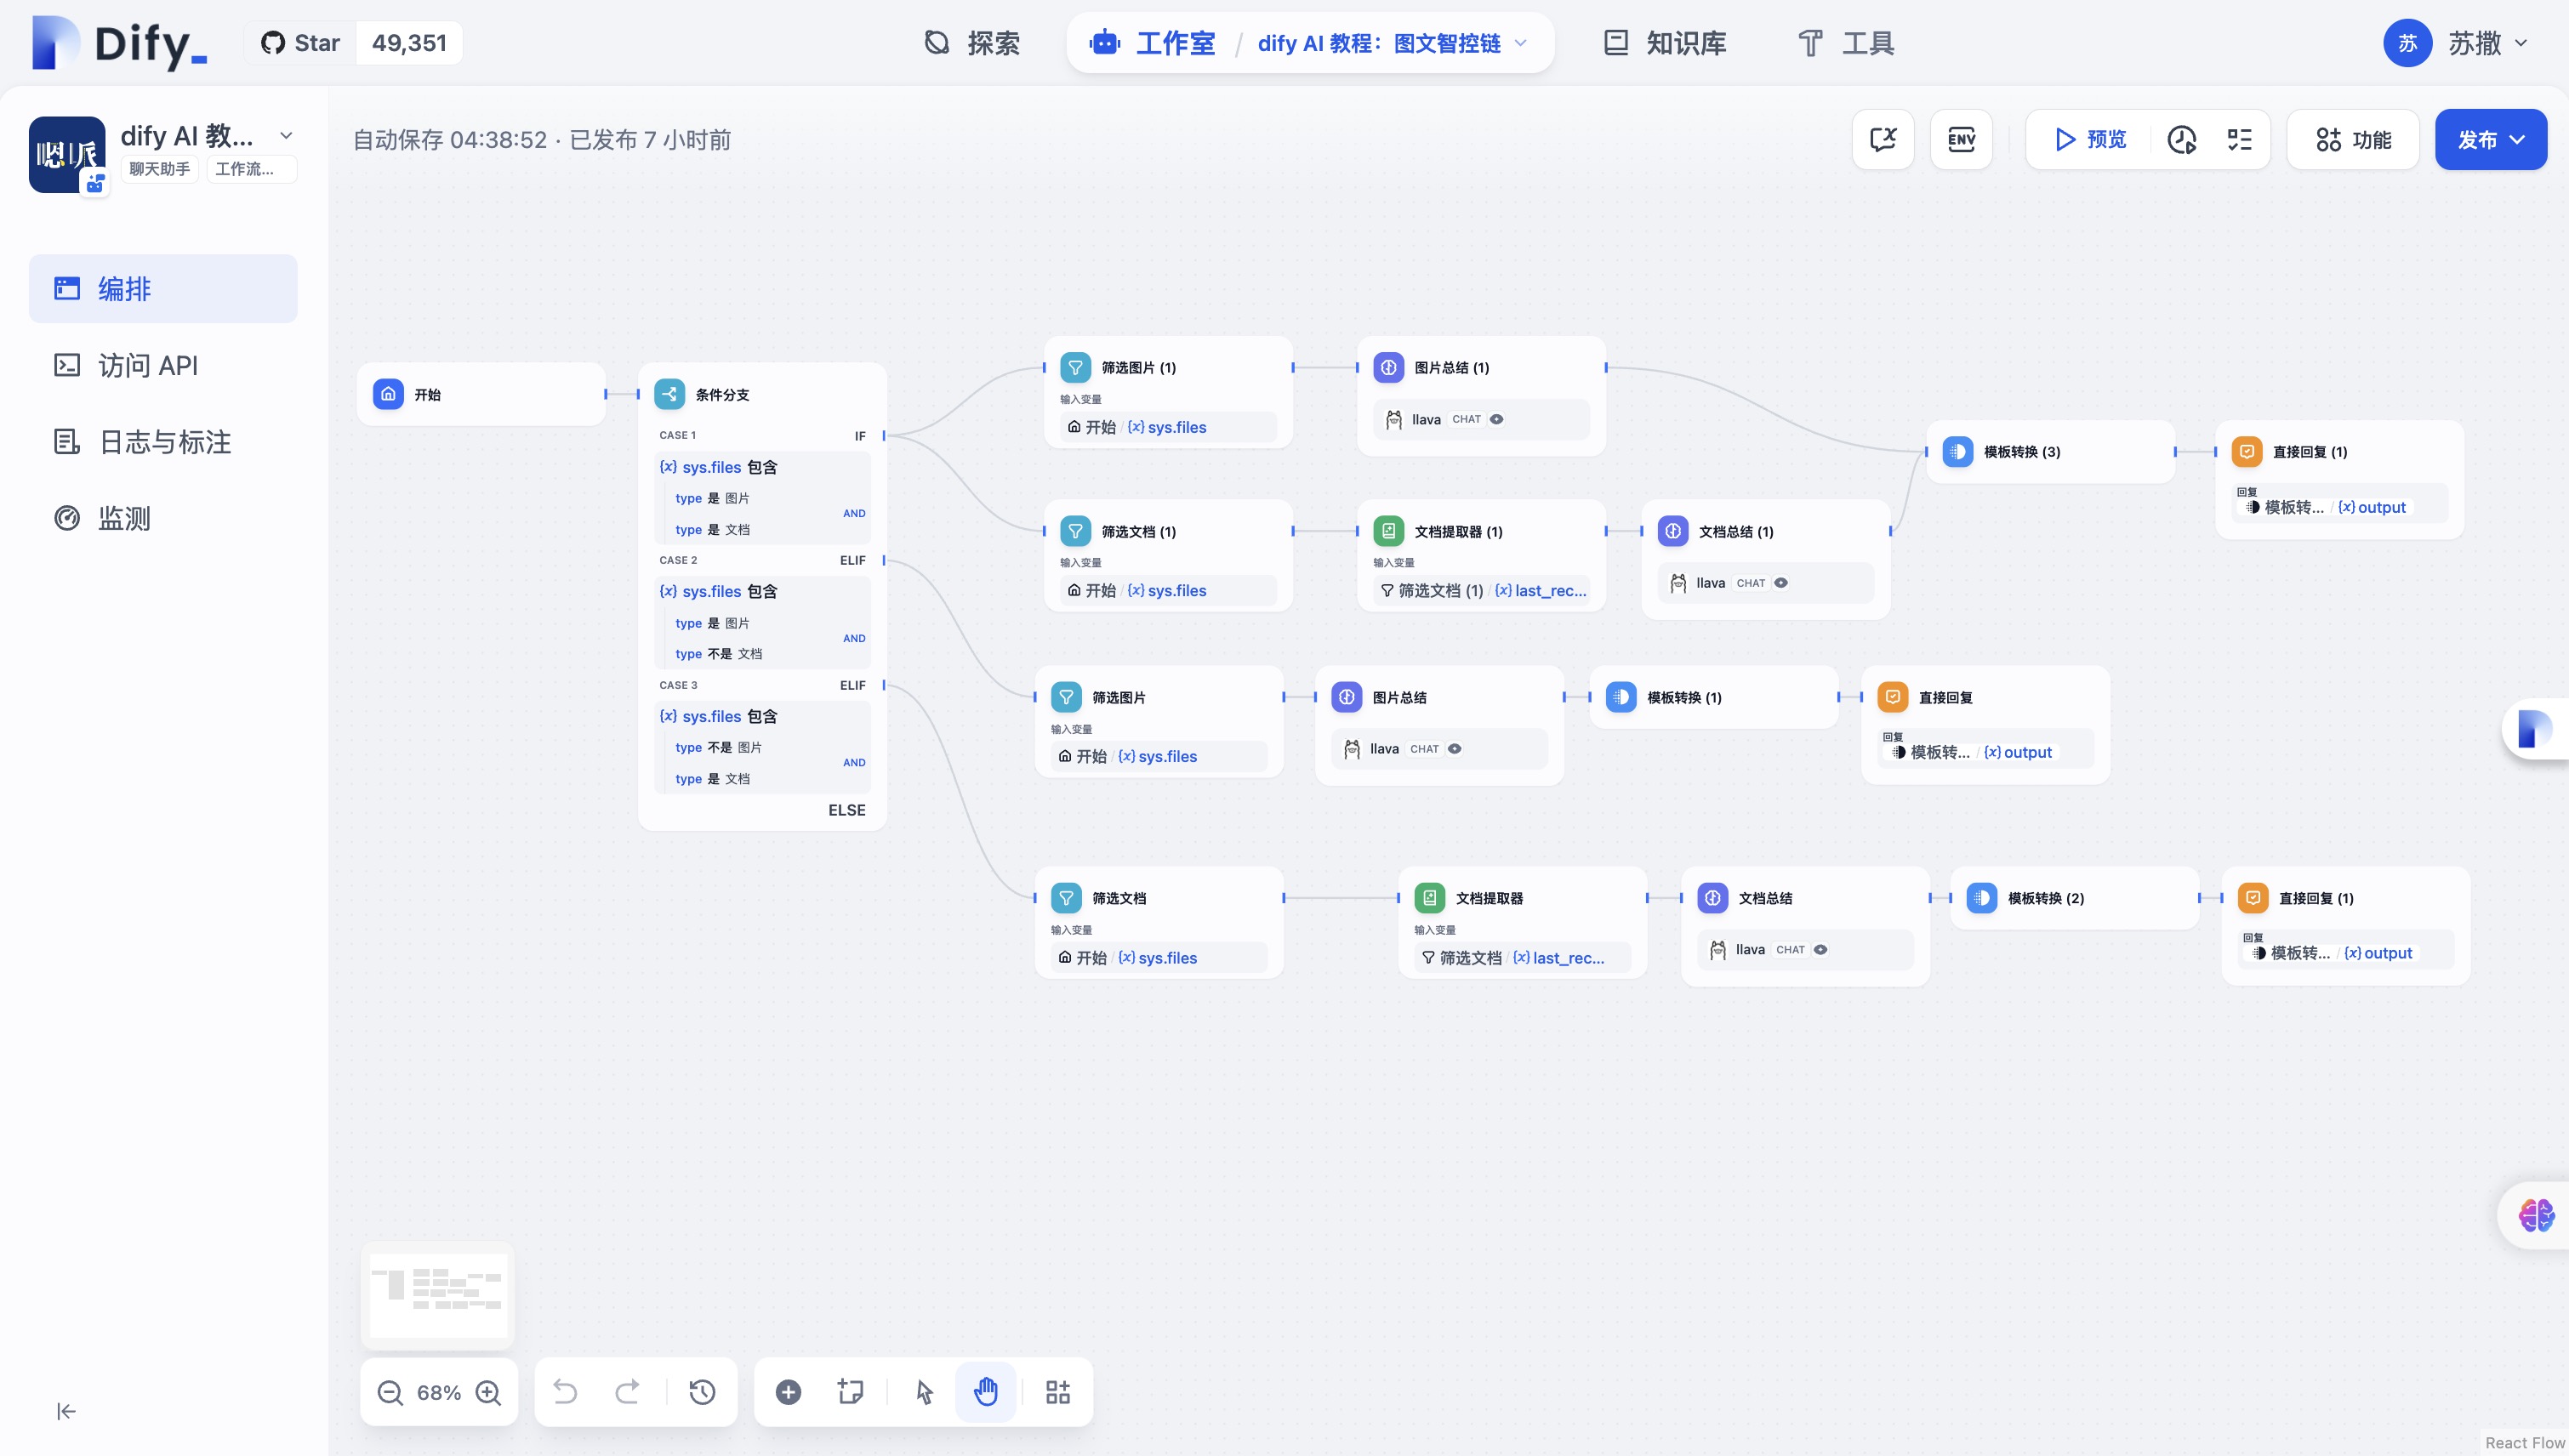 Dify_
Star 49,351
探索
工作室 / dify AI 教程：图文智控链
知识库
工具
苏 苏撒
嗯派
dify AI 教...
聊天助手 工作流...
编排
访问 API
日志与标注
监测
自动保存 04:38:52 · 已发布 7 小时前
ENV
预览
功能
发布
开始
条件分支
CASE 1 IF
{x} sys.files 包含
type 是 图片
AND
type 是 文档
CASE 2 ELIF
{x} sys.files 包含
type 是 图片
AND
type 不是 文档
CASE 3 ELIF
{x} sys.files 包含
type 不是 图片
AND
type 是 文档
ELSE
筛选图片 (1)
输入变量
开始 / {x} sys.files
图片总结 (1)
llava CHAT
筛选文档 (1)
输入变量
开始 / {x} sys.files
文档提取器 (1)
输入变量
筛选文档 (1) / {x} last_rec...
文档总结 (1)
llava CHAT
模板转换 (3)
直接回复 (1)
回复
模板转... / {x} output
筛选图片
输入变量
开始 / {x} sys.files
图片总结
llava CHAT
模板转换 (1)
直接回复
回复
模板转... / {x} output
筛选文档
输入变量
开始 / {x} sys.files
文档提取器
输入变量
筛选文档 / {x} last_rec...
文档总结
llava CHAT
模板转换 (2)
直接回复 (1)
回复
模板转... / {x} output
68%
React Flow